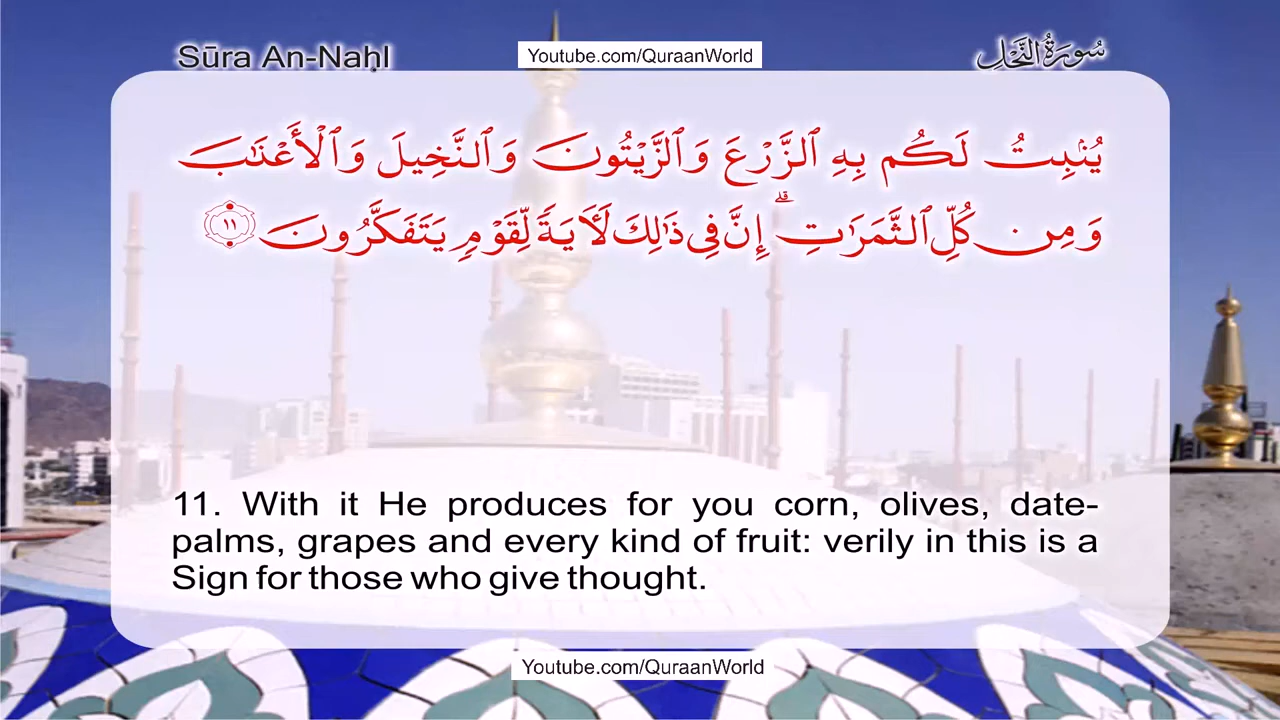 Sūra An-Naḥl
Youtube.com/QuraanWorld
سُورَةُ النَّحْلِ
يُنۢبِتُ لَكُم بِهِ ٱلزَّرْعَ وَٱلزَّيْتُونَ وَٱلنَّخِيلَ وَٱلْأَعْنَٰبَ
وَمِن كُلِّ ٱلثَّمَرَٰتِ ۗ إِنَّ فِى ذَٰلِكَ لَـَٔايَةً لِّقَوْمٍ يَتَفَكَّرُونَ ١١
11. With it He produces for you corn, olives, date-
palms, grapes and every kind of fruit: verily in this is a
Sign for those who give thought.
Youtube.com/QuraanWorld